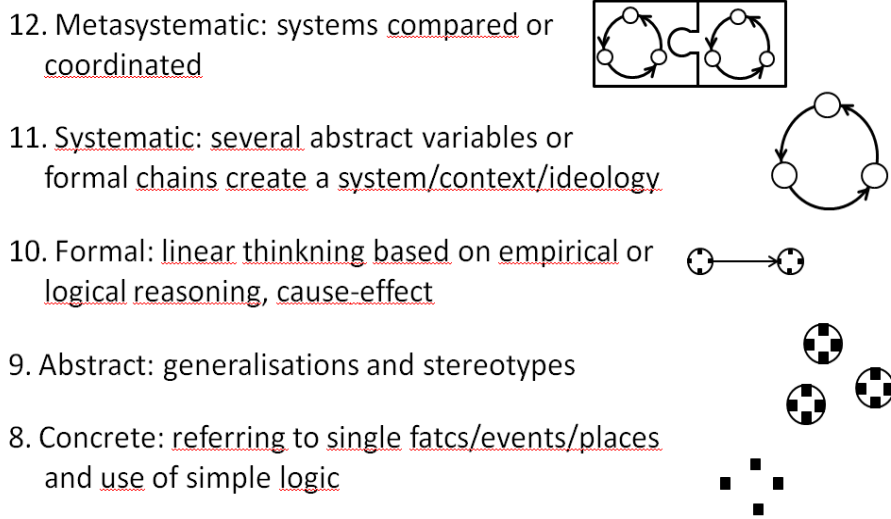 12. Metasystematic: systems compared or
coordinated
11. Systematic: several abstract variables or
formal chains create a system/context/ideology
10. Formal: linear thinkning based on empirical or
logical reasoning, cause-effect
9. Abstract: generalisations and stereotypes
8. Concrete: referring to single fatcs/events/places
and use of simple logic